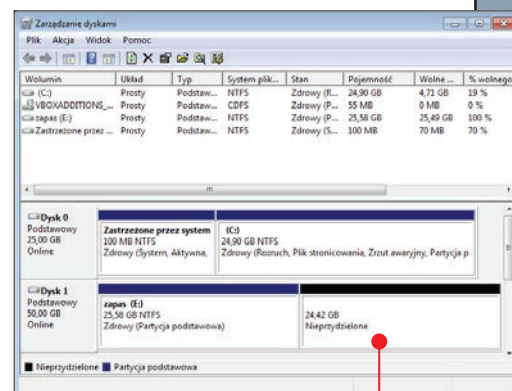 Zarządzanie dyskami
Plik Akcja Widok Pomoc
Wolumin Układ Typ System plik... Stan Pojemność Wolne ... % wolnego
(C:) Prosty Podstaw... NTFS Zdrowy (R... 24,90 GB 4,71 GB 19 %
VBOXADDITIONS_... Prosty Podstaw... CDFS Zdrowy (P... 55 MB 0 MB 0 %
zapas (E:) Prosty Podstaw... NTFS Zdrowy (P... 25,58 GB 25,49 GB 100 %
Zastrzeżone przez ... Prosty Podstaw... NTFS Zdrowy (S... 100 MB 70 MB 70 %
Dysk 0
Podstawowy
25,00 GB
Online
Zastrzeżone przez system
100 MB NTFS
Zdrowy (System, Aktywna,
(C:)
24,90 GB NTFS
Zdrowy (Rozruch, Plik stronicowania, Zrzut awaryjny, Partycja p
Dysk 1
Podstawowy
50,00 GB
Online
zapas (E:)
25,58 GB NTFS
Zdrowy (Partycja podstawowa)
24,42 GB
Nieprzydzielone
Nieprzydzielone Partycja podstawowa